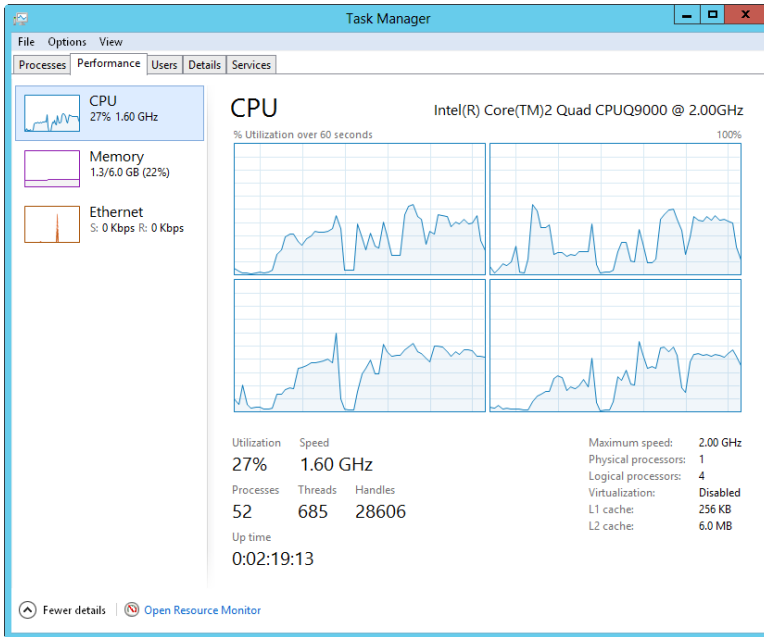 Task Manager
File Options View
Processes Performance Users Details Services
CPU
27% 1.60 GHz
Memory
1.3/6.0 GB (22%)
Ethernet
S: 0 Kbps R: 0 Kbps
CPU Intel(R) Core(TM)2 Quad CPUQ9000 @ 2.00GHz
% Utilization over 60 seconds 100%
Utilization Speed
27% 1.60 GHz
Processes Threads Handles
52 685 28606
Up time
0:02:19:13
Maximum speed: 2.00 GHz
Physical processors: 1
Logical processors: 4
Virtualization: Disabled
L1 cache: 256 KB
L2 cache: 6.0 MB
Fewer details Open Resource Monitor